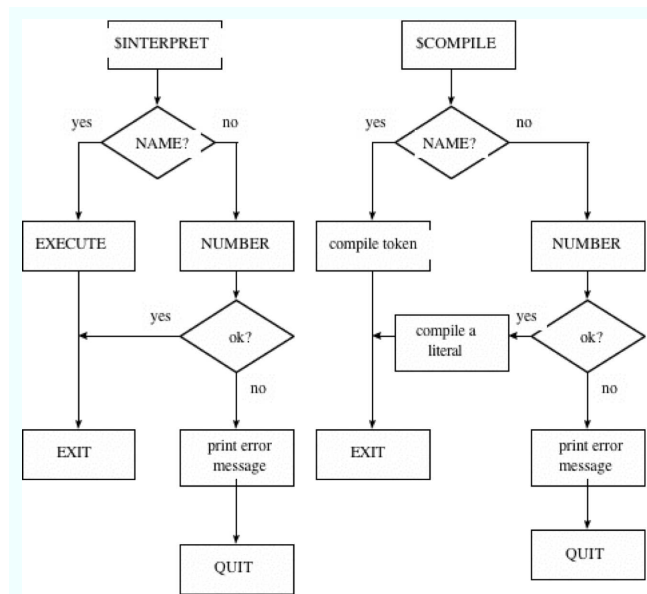 $INTERPRET
$COMPILE
yes
no
yes
no
NAME?
NAME?
EXECUTE
NUMBER
compile token
NUMBER
yes
yes
ok?
compile a
literal
ok?
no
no
EXIT
print error
message
EXIT
print error
message
QUIT
QUIT